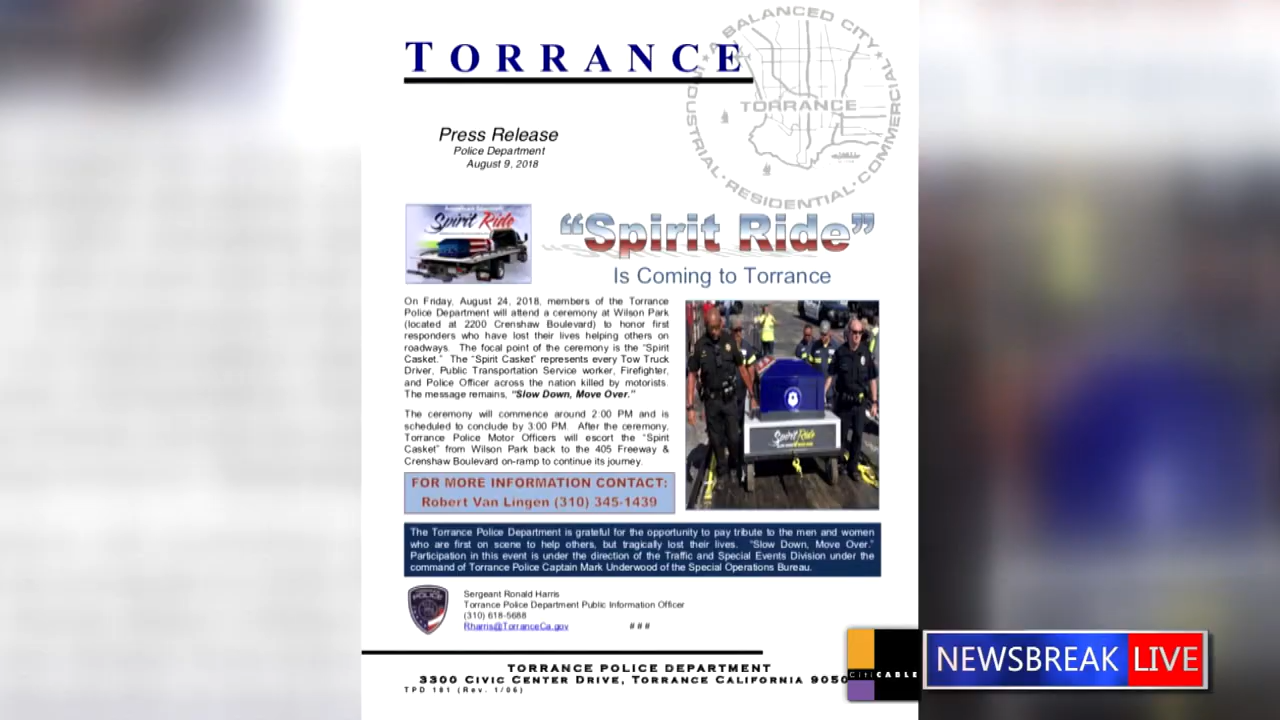 TORRANCE
A BALANCED CITY
INDUSTRIAL · RESIDENTIAL · COMMERCIAL
TORRANCE
Press Release
Police Department
August 9, 2018
Spirit Ride
“Spirit Ride”
Is Coming to Torrance
On Friday, August 24, 2018, members of the Torrance
Police Department will attend a ceremony at Wilson Park
(located at 2200 Crenshaw Boulevard) to honor first
responders who have lost their lives helping others on
roadways. The focal point of the ceremony is the “Spirit
Casket.” The “Spirit Casket” represents every Tow Truck
Driver, Public Transportation Service worker, Firefighter,
and Police Officer across the nation killed by motorists.
The message remains, “Slow Down, Move Over.”
The ceremony will commence around 2:00 PM and is
scheduled to conclude by 3:00 PM. After the ceremony,
Torrance Police Motor Officers will escort the “Spirit
Casket” from Wilson Park back to the 405 Freeway &
Crenshaw Boulevard on-ramp to continue its journey.
Spirit Ride
FOR MORE INFORMATION CONTACT:
Robert Van Lingen (310) 345-1439
The Torrance Police Department is grateful for the opportunity to pay tribute to the men and women
who are first on scene to help others, but tragically lost their lives. “Slow Down, Move Over.”
Participation in this event is under the direction of the Traffic and Special Events Division under the
command of Torrance Police Captain Mark Underwood of the Special Operations Bureau.
POLICE
Sergeant Ronald Harris
Torrance Police Department Public Information Officer
(310) 618-5688
Rharris@TorranceCa.gov
# # #
TORRANCE POLICE DEPARTMENT
3300 CIVIC CENTER DRIVE, TORRANCE CALIFORNIA 9050
TPD 181 (Rev. 1/06)
CitiCABLE
NEWSBREAK LIVE